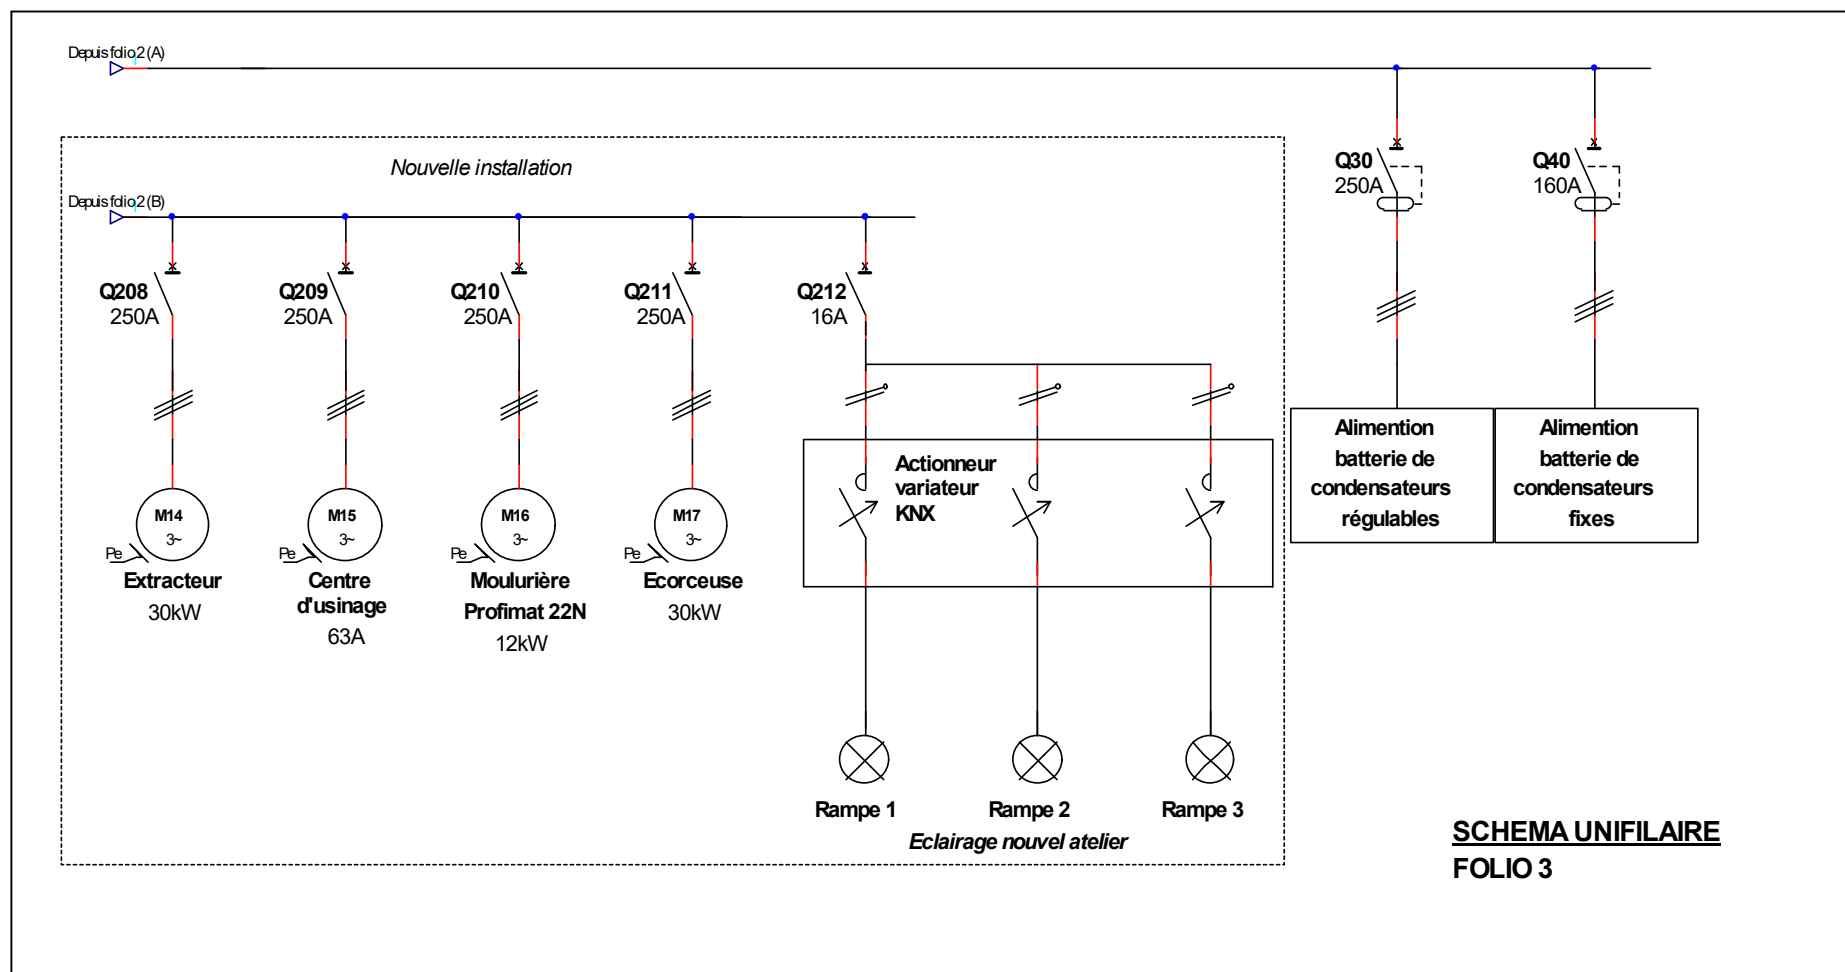 Depuis folio 2 (A)
Nouvelle installation
Depuis folio 2 (B)
Q30
250A
Q40
160A
Q208
250A
Q209
250A
Q210
250A
Q211
250A
Q212
16A
Actionneur
variateur
KNX
Alimention
batterie de
condensateurs
régulables
Alimention
batterie de
condensateurs
fixes
M14
3~
Pe
Extracteur
30kW
M15
3~
Pe
Centre
d'usinage
63A
M16
3~
Pe
Moulurière
Profimat 22N
12kW
M17
3~
Pe
Ecorceuse
30kW
Rampe 1
Rampe 2
Rampe 3
Eclairage nouvel atelier
SCHEMA UNIFILAIRE
FOLIO 3